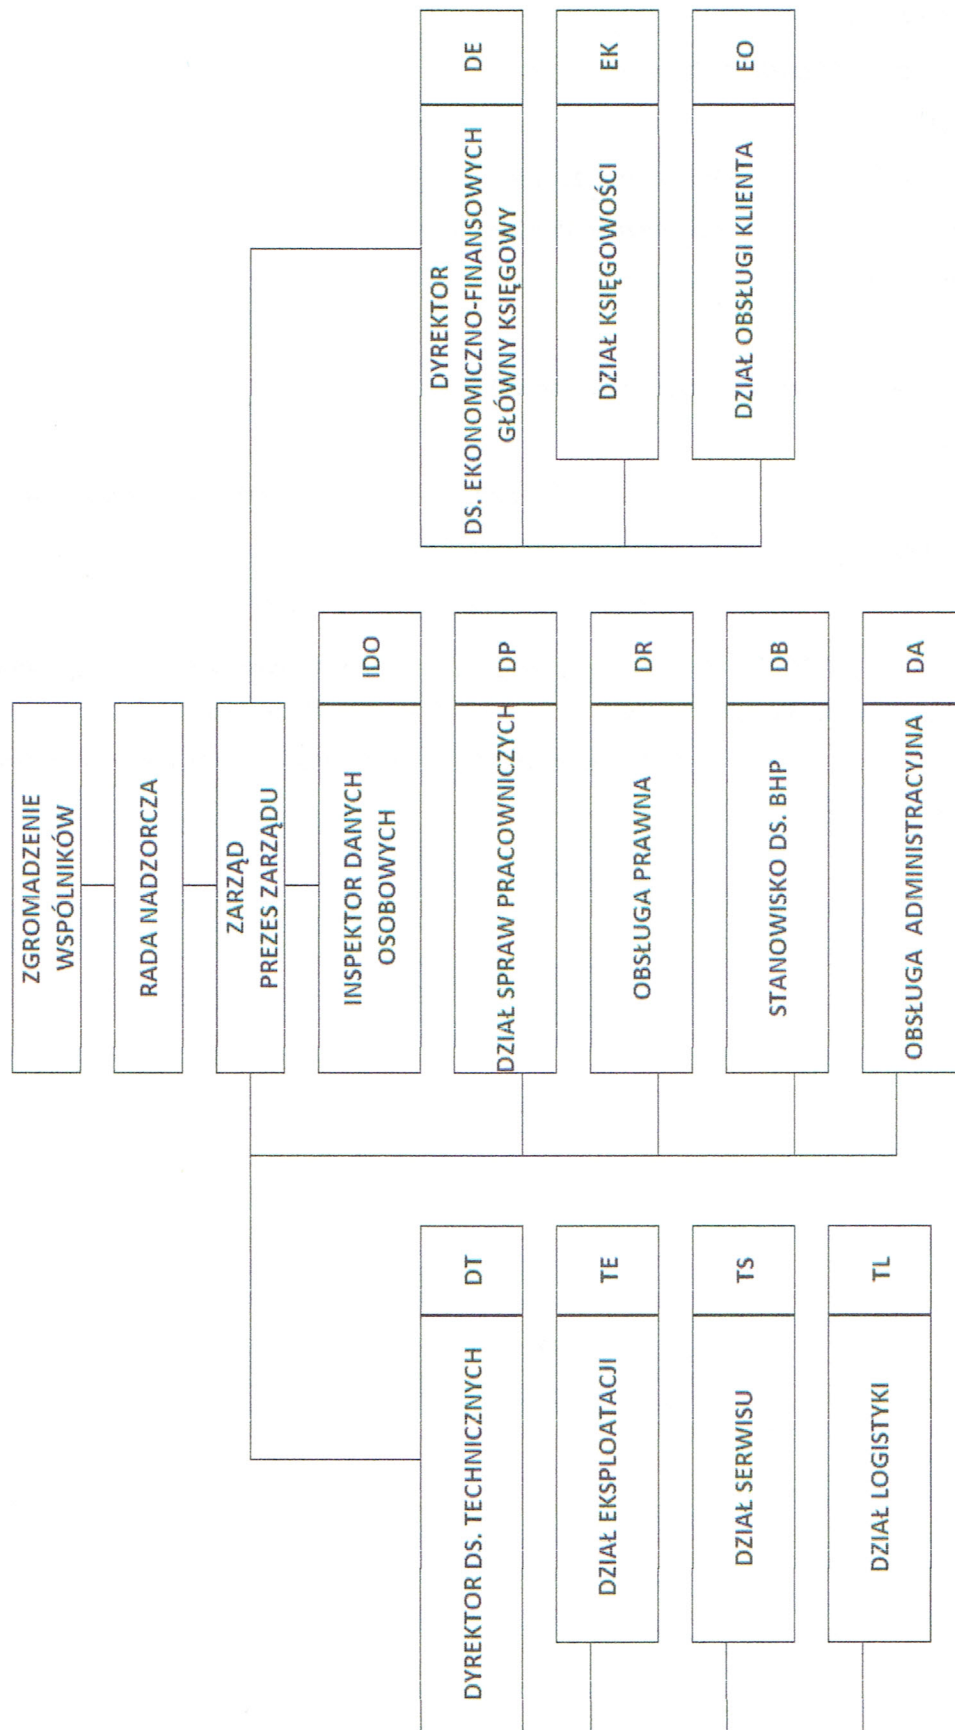 ZGROMADZENIE
WSPÓLNIKÓW
RADA NADZORCZA
ZARZĄD
PREZES ZARZĄDU
INSPEKTOR DANYCH
OSOBOWYCH
IDO
DZIAŁ SPRAW PRACOWNICZYCH
DP
OBSŁUGA PRAWNA
DR
STANOWISKO DS. BHP
DB
OBSŁUGA ADMINISTRACYJNA
DA
DYREKTOR DS. TECHNICZNYCH
DT
DZIAŁ EKSPLOATACJI
TE
DZIAŁ SERWISU
TS
DZIAŁ LOGISTYKI
TL
DYREKTOR
DS. EKONOMICZNO-FINANSOWYCH
GŁÓWNY KSIĘGOWY
DE
DZIAŁ KSIĘGOWOŚCI
EK
DZIAŁ OBSŁUGI KLIENTA
EO